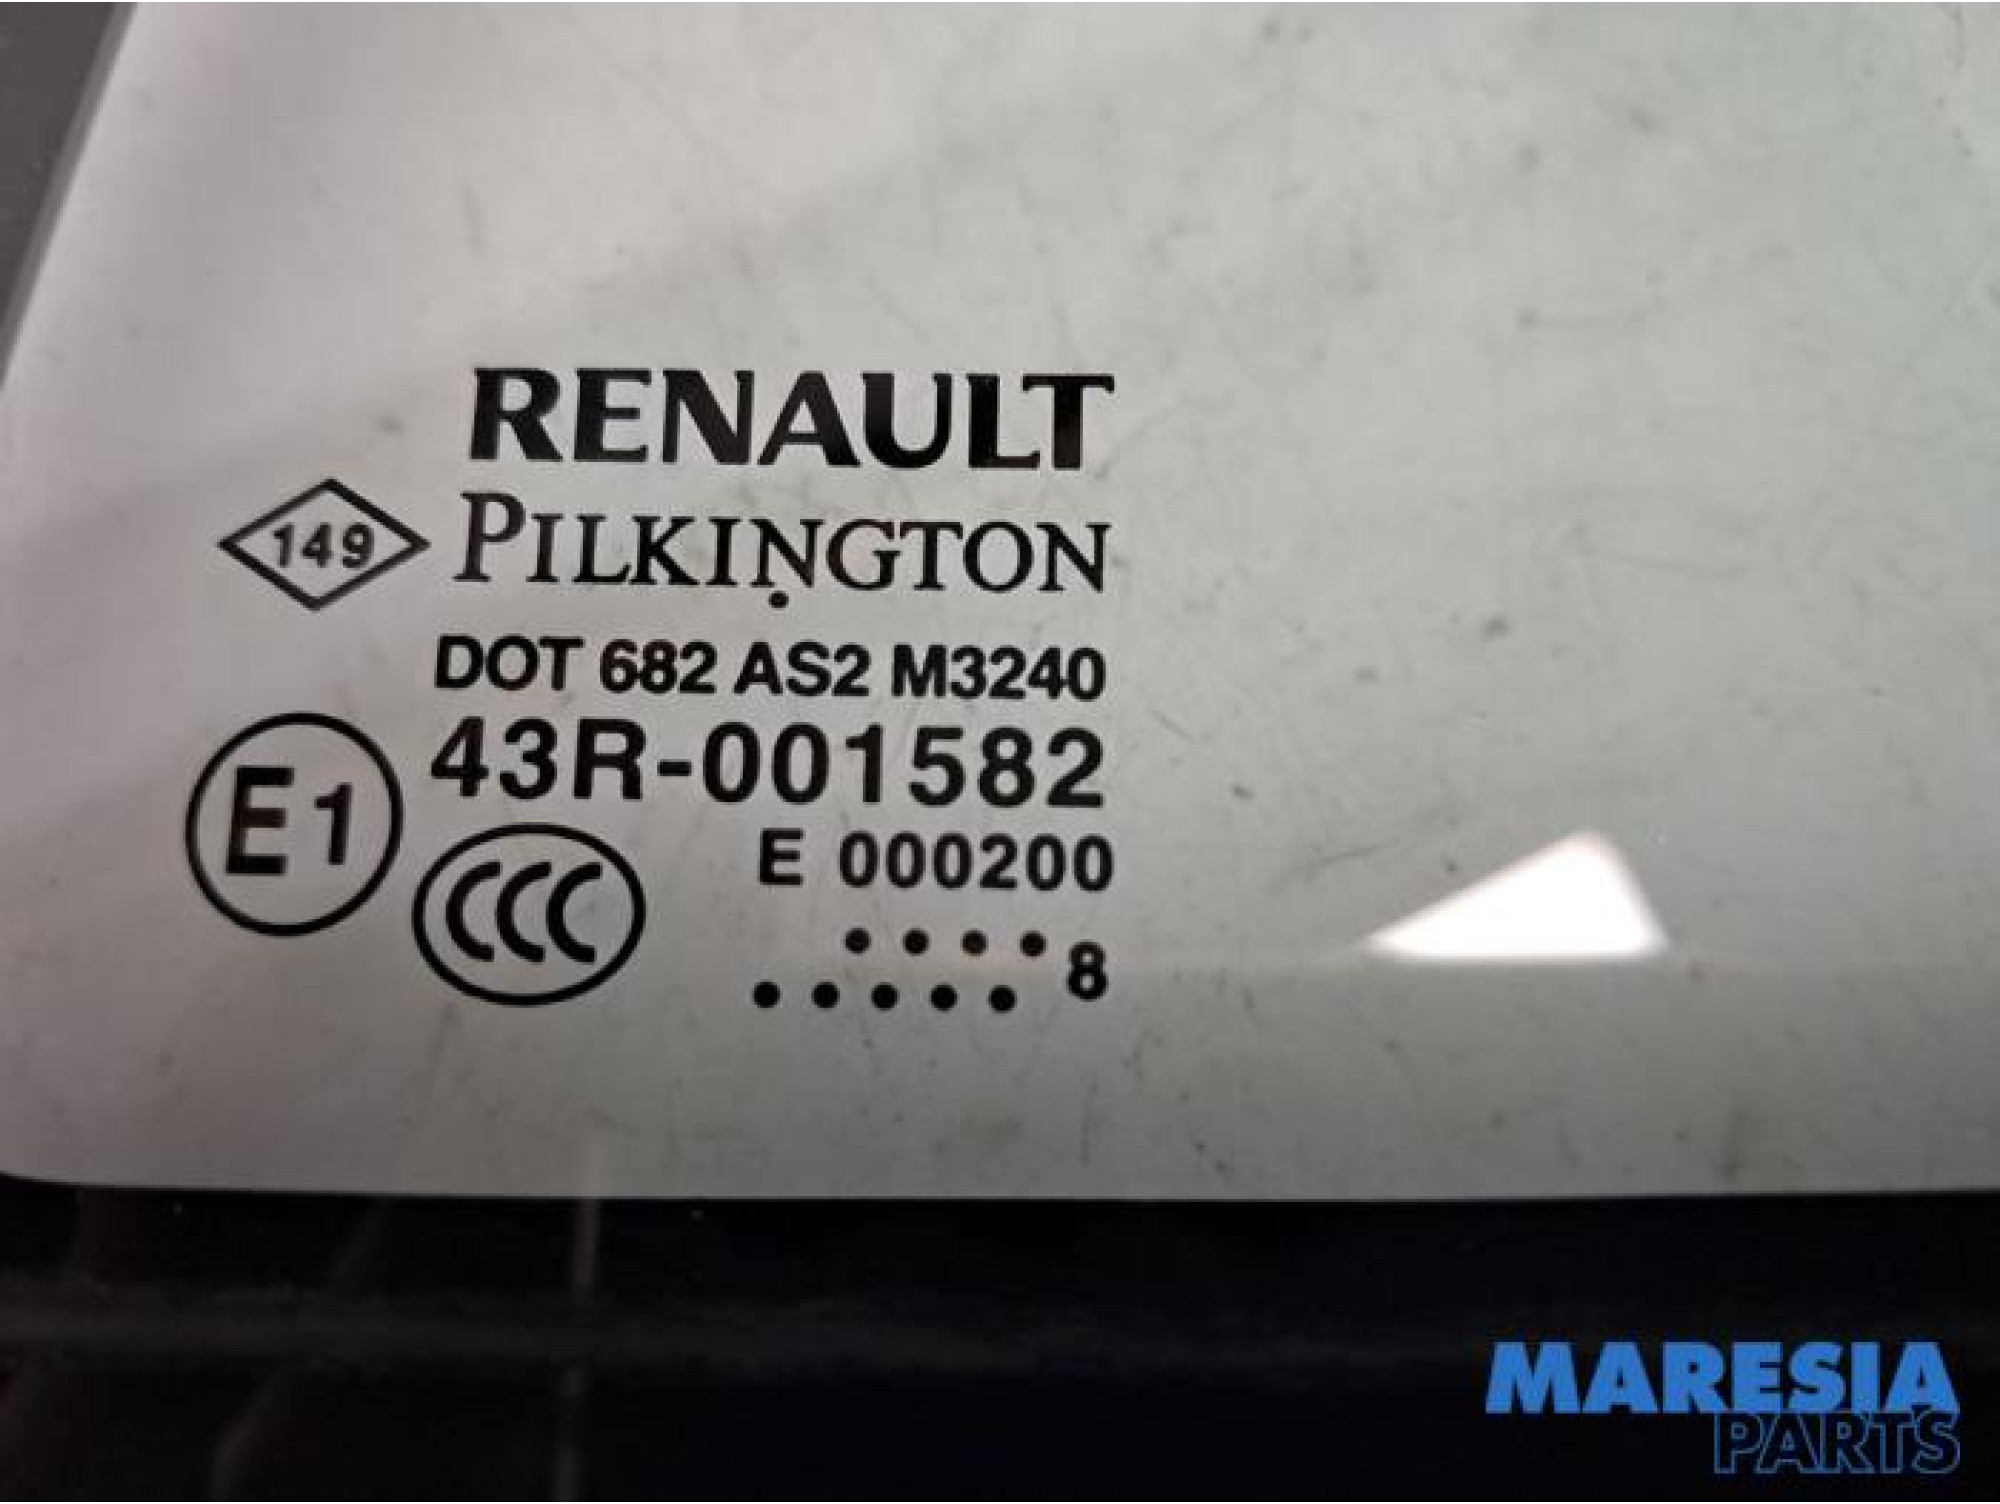 RENAULT
149 PILKINGTON
DOT 682 AS2 M3240
43R-001582
E1
CCC
E 000200
.... 8
.....
MARESIA
PARTS